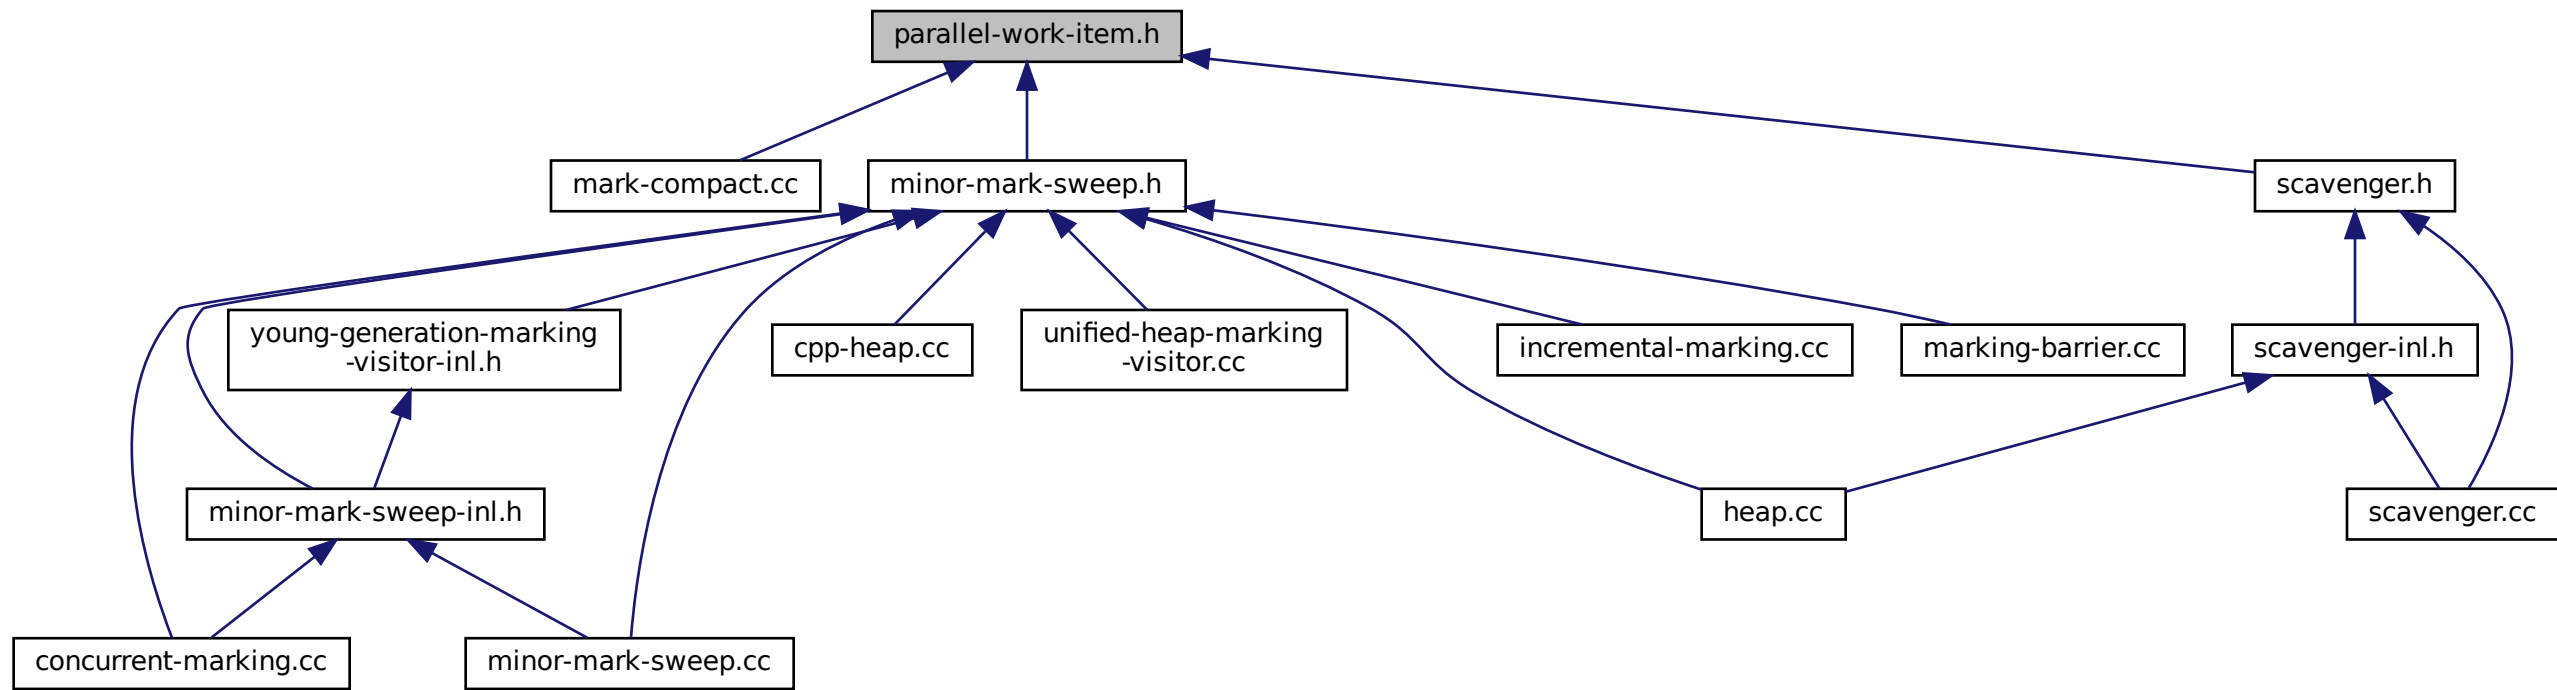 parallel-work-item.h
mark-compact.cc
minor-mark-sweep.h
scavenger.h
young-generation-marking
-visitor-inl.h
cpp-heap.cc
unified-heap-marking
-visitor.cc
incremental-marking.cc
marking-barrier.cc
scavenger-inl.h
minor-mark-sweep-inl.h
heap.cc
scavenger.cc
concurrent-marking.cc
minor-mark-sweep.cc